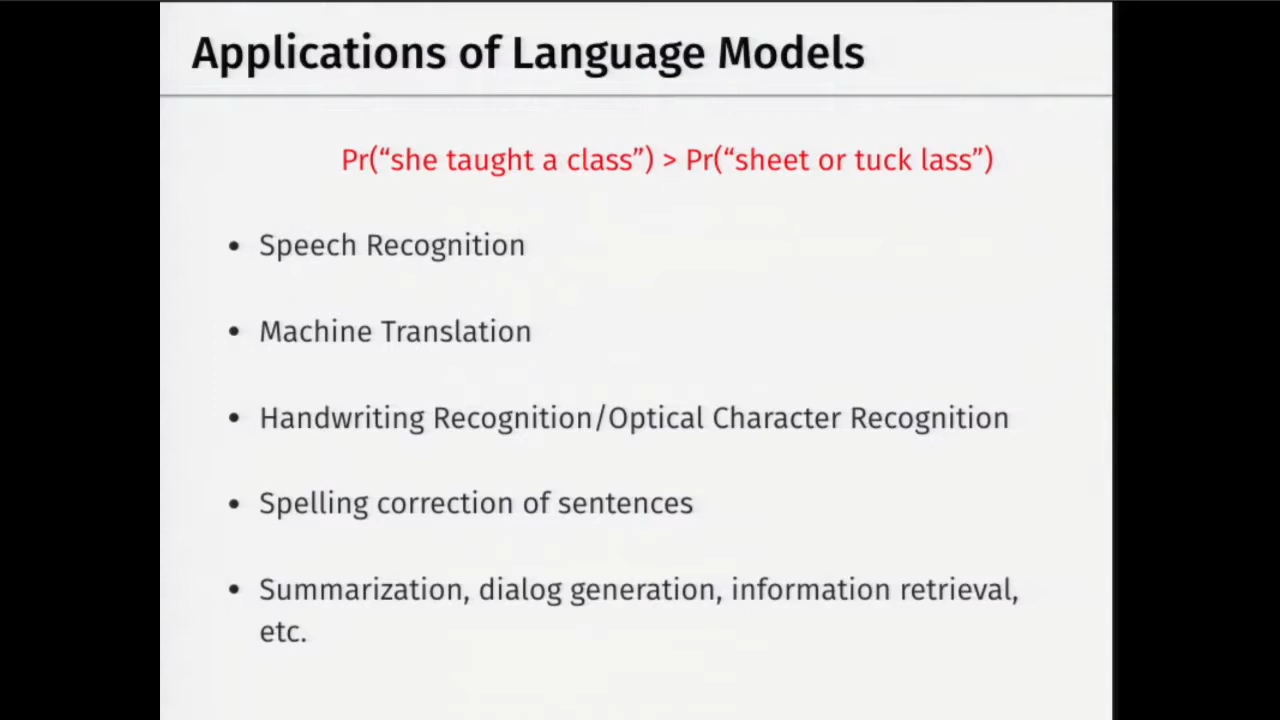 Applications of Language Models
Pr(“she taught a class”) > Pr(“sheet or tuck lass”)
• Speech Recognition
• Machine Translation
• Handwriting Recognition/Optical Character Recognition
• Spelling correction of sentences
• Summarization, dialog generation, information retrieval,
etc.